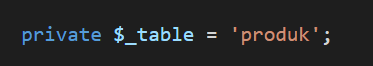 private $_table = 'produk';